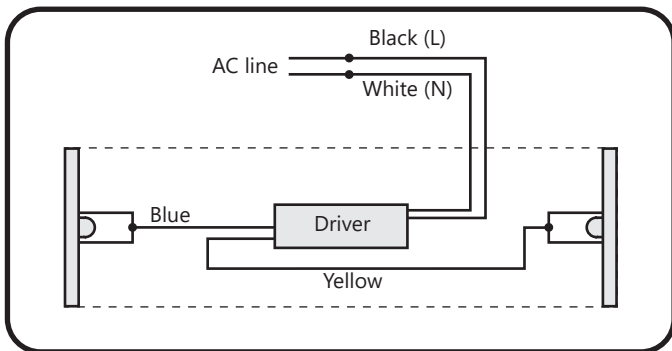 Black (L)
AC line
White (N)
Blue
Driver
Yellow